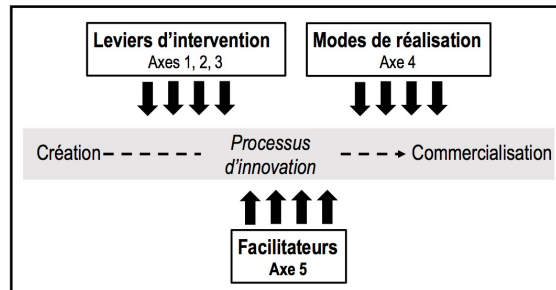 Leviers d'intervention
Axes 1, 2, 3
Modes de réalisation
Axe 4
Création
Processus
d'innovation
Commercialisation
Facilitateurs
Axe 5